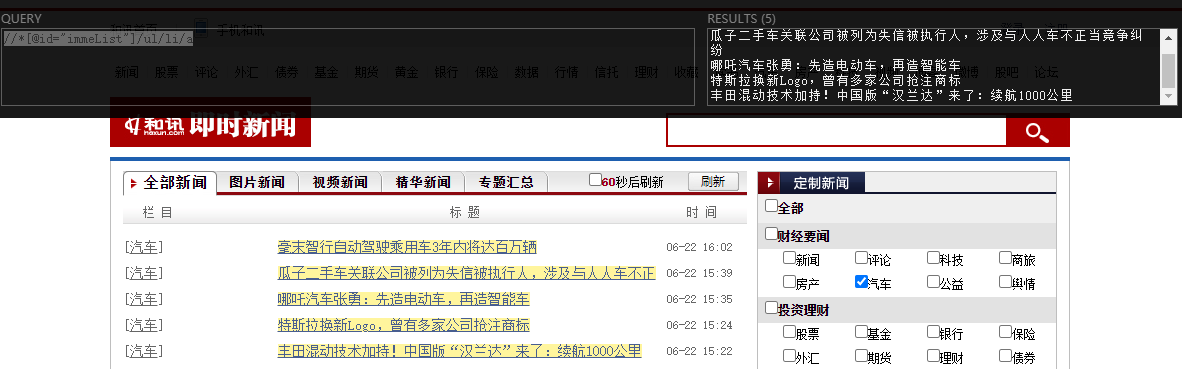 QUERY
RESULTS (5)
//*[@id="immeList"]/ul/li/a
瓜子二手车关联公司被列为失信被执行人，涉及与人人车不正当竞争纠
纷
哪吒汽车张勇：先造电动车，再造智能车
特斯拉换新Logo，曾有多家公司抢注商标
丰田混动技术加持！中国版“汉兰达”来了：续航1000公里
手机和讯
新闻 股票 评论 外汇 债券 基金 期货 黄金 银行 保险 数据 行情 信托 理财 收藏
股吧 论坛
和讯 hexun.com 即时新闻
全部新闻 图片新闻 视频新闻 精华新闻 专题汇总 60秒后刷新 刷新
栏 目 标 题 时 间
[汽车] 毫末智行自动驾驶乘用车3年内将达百万辆 06-22 16:02
[汽车] 瓜子二手车关联公司被列为失信被执行人，涉及与人人车不正 06-22 15:39
[汽车] 哪吒汽车张勇：先造电动车，再造智能车 06-22 15:35
[汽车] 特斯拉换新Logo，曾有多家公司抢注商标 06-22 15:24
[汽车] 丰田混动技术加持！中国版“汉兰达”来了：续航1000公里 06-22 15:22
定制新闻
全部
财经要闻
新闻 评论 科技 商旅
房产 汽车 公益 舆情
投资理财
股票 基金 银行 保险
外汇 期货 理财 债券